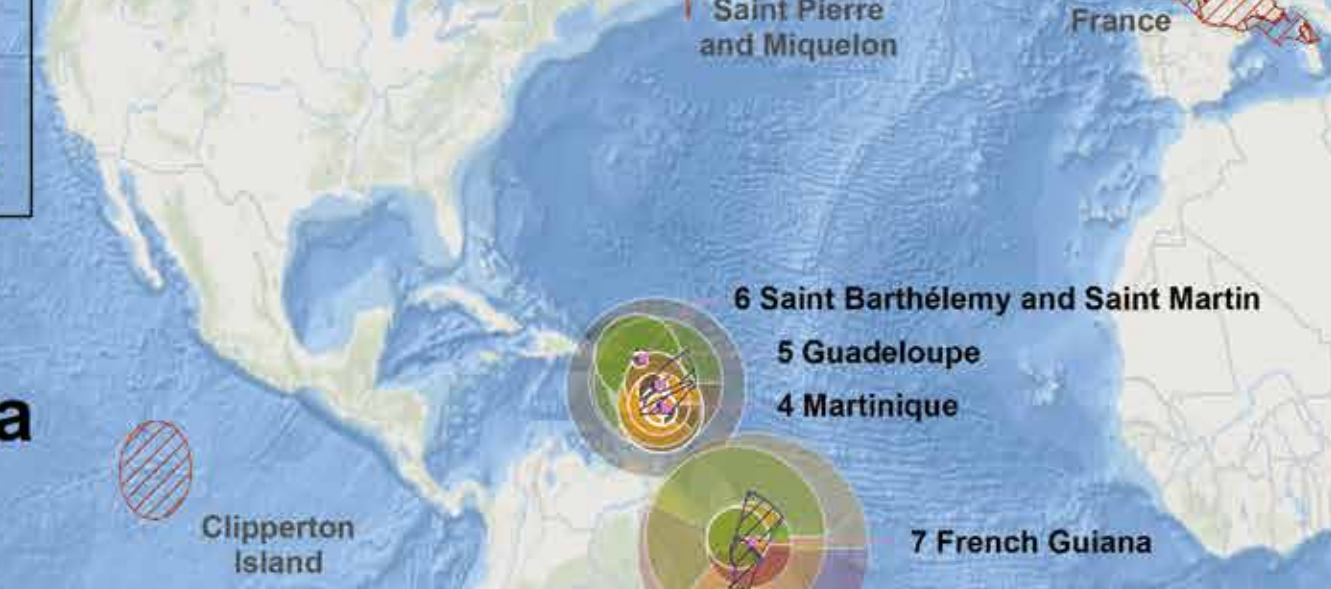 Saint Pierre
and Miquelon
France
6 Saint Barthélemy and Saint Martin
5 Guadeloupe
4 Martinique
a
Clipperton
Island
7 French Guiana